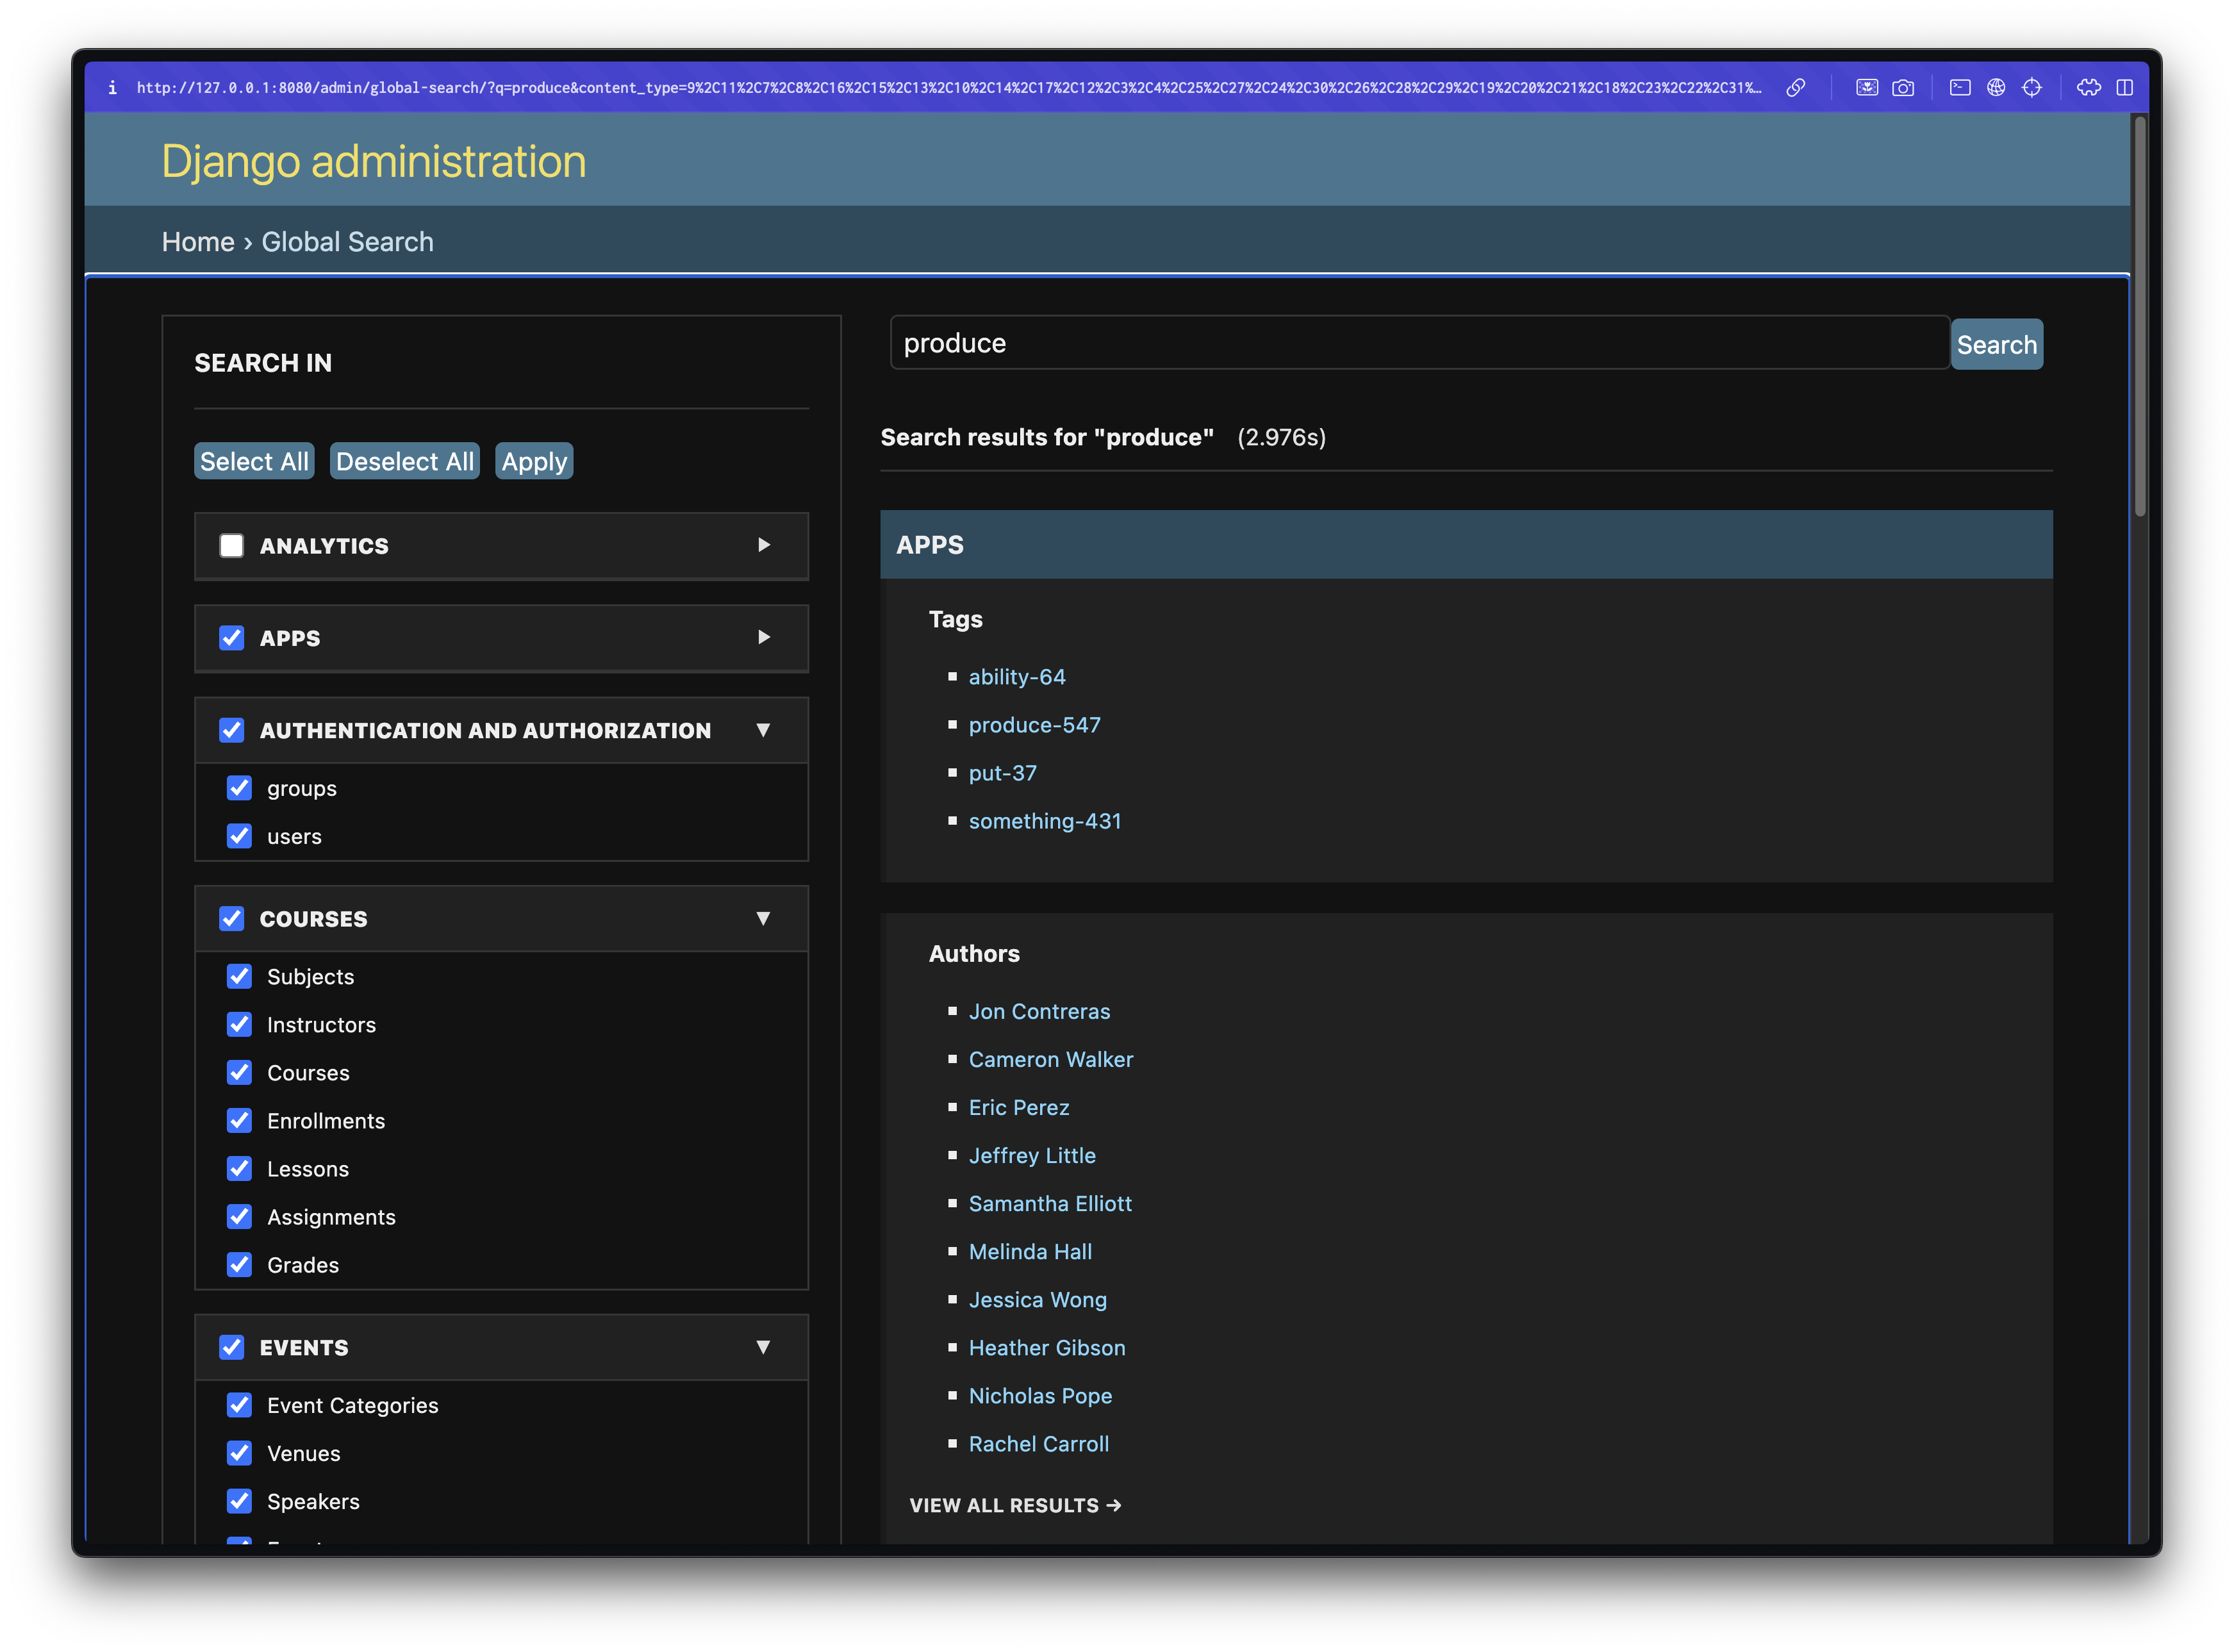 http://127.0.0.1:8080/admin/global-search/?q=produce&content_type=9%2C11%2C7%2C8%2C16%2C15%2C13%2C10%2C14%2C17%2C12%2C3%2C4%2C25%2C27%2C24%2C30%2C26%2C28%2C29%2C19%2C20%2C21%2C18%2C23%2C22%2C31%…
Django administration
Home › Global Search
SEARCH IN
Select All Deselect All Apply
ANALYTICS
APPS
AUTHENTICATION AND AUTHORIZATION
groups
users
COURSES
Subjects
Instructors
Courses
Enrollments
Lessons
Assignments
Grades
EVENTS
Event Categories
Venues
Speakers
produce
Search
Search results for "produce" (2.976s)
APPS
Tags
ability-64
produce-547
put-37
something-431
Authors
Jon Contreras
Cameron Walker
Eric Perez
Jeffrey Little
Samantha Elliott
Melinda Hall
Jessica Wong
Heather Gibson
Nicholas Pope
Rachel Carroll
VIEW ALL RESULTS →